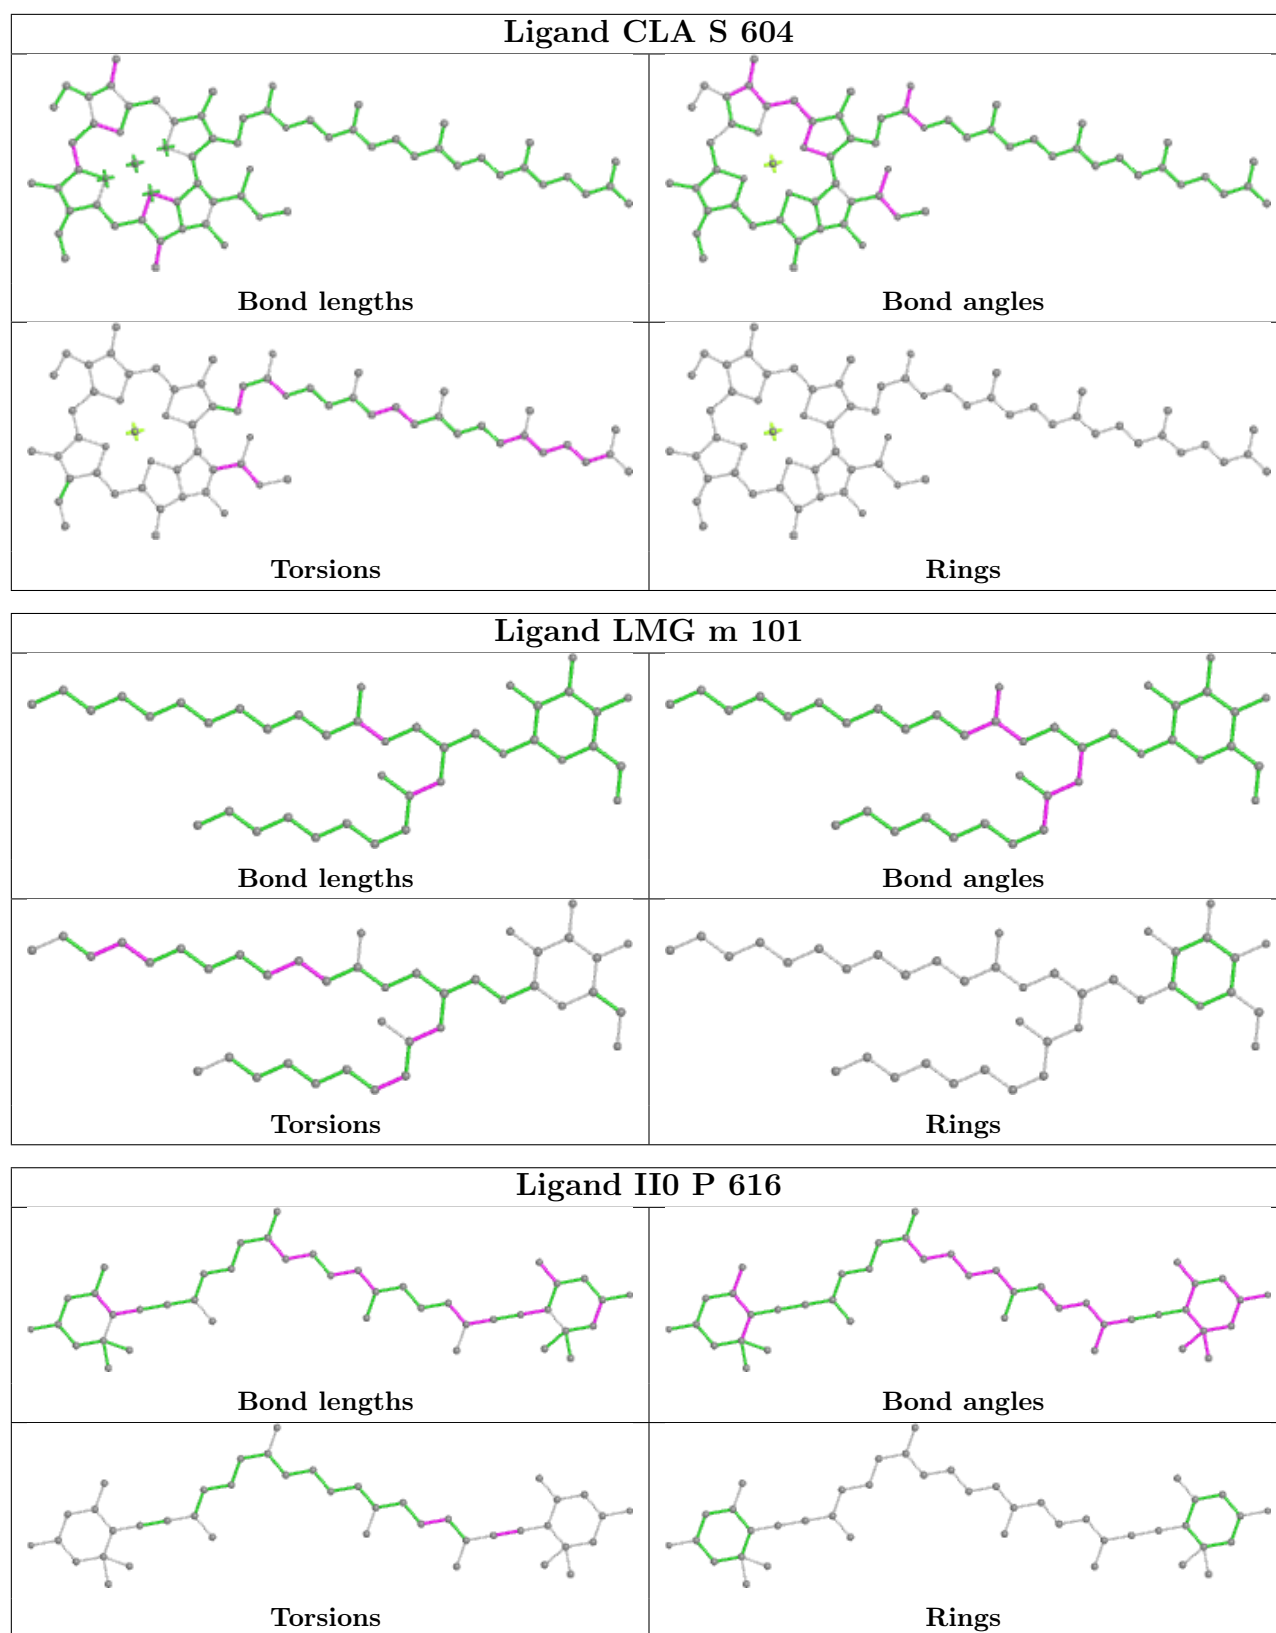 Ligand CLA S 604
Bond lengths
Bond angles
Torsions
Rings
Ligand LMG m 101
Bond lengths
Bond angles
Torsions
Rings
Ligand II0 P 616
Bond lengths
Bond angles
Torsions
Rings